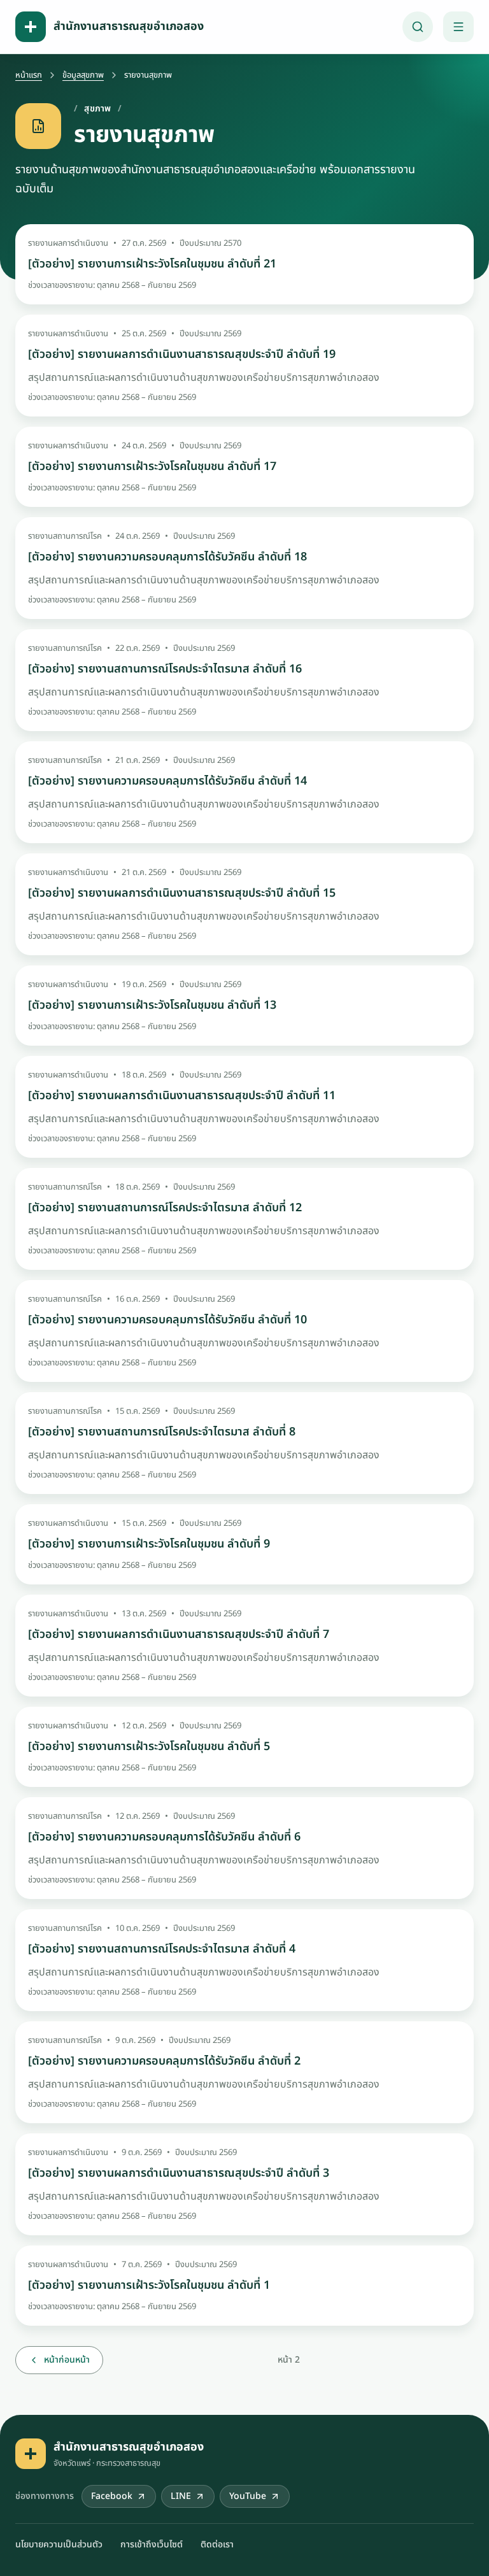 สำนักงานสาธารณสุขอำเภอสอง
หน้าแรก > ข้อมูลสุขภาพ > รายงานสุขภาพ
/ สุขภาพ /
รายงานสุขภาพ
รายงานด้านสุขภาพของสำนักงานสาธารณสุขอำเภอสองและเครือข่าย พร้อมเอกสารรายงาน
ฉบับเต็ม
รายงานผลการดำเนินงาน • 27 ต.ค. 2569 • ปีงบประมาณ 2570
[ตัวอย่าง] รายงานการเฝ้าระวังโรคในชุมชน ลำดับที่ 21
ช่วงเวลาของรายงาน: ตุลาคม 2568 – กันยายน 2569
รายงานผลการดำเนินงาน • 25 ต.ค. 2569 • ปีงบประมาณ 2569
[ตัวอย่าง] รายงานผลการดำเนินงานสาธารณสุขประจำปี ลำดับที่ 19
สรุปสถานการณ์และผลการดำเนินงานด้านสุขภาพของเครือข่ายบริการสุขภาพอำเภอสอง
ช่วงเวลาของรายงาน: ตุลาคม 2568 – กันยายน 2569
รายงานผลการดำเนินงาน • 24 ต.ค. 2569 • ปีงบประมาณ 2569
[ตัวอย่าง] รายงานการเฝ้าระวังโรคในชุมชน ลำดับที่ 17
ช่วงเวลาของรายงาน: ตุลาคม 2568 – กันยายน 2569
รายงานสถานการณ์โรค • 24 ต.ค. 2569 • ปีงบประมาณ 2569
[ตัวอย่าง] รายงานความครอบคลุมการได้รับวัคซีน ลำดับที่ 18
สรุปสถานการณ์และผลการดำเนินงานด้านสุขภาพของเครือข่ายบริการสุขภาพอำเภอสอง
ช่วงเวลาของรายงาน: ตุลาคม 2568 – กันยายน 2569
รายงานสถานการณ์โรค • 22 ต.ค. 2569 • ปีงบประมาณ 2569
[ตัวอย่าง] รายงานสถานการณ์โรคประจำไตรมาส ลำดับที่ 16
สรุปสถานการณ์และผลการดำเนินงานด้านสุขภาพของเครือข่ายบริการสุขภาพอำเภอสอง
ช่วงเวลาของรายงาน: ตุลาคม 2568 – กันยายน 2569
รายงานสถานการณ์โรค • 21 ต.ค. 2569 • ปีงบประมาณ 2569
[ตัวอย่าง] รายงานความครอบคลุมการได้รับวัคซีน ลำดับที่ 14
สรุปสถานการณ์และผลการดำเนินงานด้านสุขภาพของเครือข่ายบริการสุขภาพอำเภอสอง
ช่วงเวลาของรายงาน: ตุลาคม 2568 – กันยายน 2569
รายงานผลการดำเนินงาน • 21 ต.ค. 2569 • ปีงบประมาณ 2569
[ตัวอย่าง] รายงานผลการดำเนินงานสาธารณสุขประจำปี ลำดับที่ 15
สรุปสถานการณ์และผลการดำเนินงานด้านสุขภาพของเครือข่ายบริการสุขภาพอำเภอสอง
ช่วงเวลาของรายงาน: ตุลาคม 2568 – กันยายน 2569
รายงานผลการดำเนินงาน • 19 ต.ค. 2569 • ปีงบประมาณ 2569
[ตัวอย่าง] รายงานการเฝ้าระวังโรคในชุมชน ลำดับที่ 13
ช่วงเวลาของรายงาน: ตุลาคม 2568 – กันยายน 2569
รายงานผลการดำเนินงาน • 18 ต.ค. 2569 • ปีงบประมาณ 2569
[ตัวอย่าง] รายงานผลการดำเนินงานสาธารณสุขประจำปี ลำดับที่ 11
สรุปสถานการณ์และผลการดำเนินงานด้านสุขภาพของเครือข่ายบริการสุขภาพอำเภอสอง
ช่วงเวลาของรายงาน: ตุลาคม 2568 – กันยายน 2569
รายงานสถานการณ์โรค • 18 ต.ค. 2569 • ปีงบประมาณ 2569
[ตัวอย่าง] รายงานสถานการณ์โรคประจำไตรมาส ลำดับที่ 12
สรุปสถานการณ์และผลการดำเนินงานด้านสุขภาพของเครือข่ายบริการสุขภาพอำเภอสอง
ช่วงเวลาของรายงาน: ตุลาคม 2568 – กันยายน 2569
รายงานสถานการณ์โรค • 16 ต.ค. 2569 • ปีงบประมาณ 2569
[ตัวอย่าง] รายงานความครอบคลุมการได้รับวัคซีน ลำดับที่ 10
สรุปสถานการณ์และผลการดำเนินงานด้านสุขภาพของเครือข่ายบริการสุขภาพอำเภอสอง
ช่วงเวลาของรายงาน: ตุลาคม 2568 – กันยายน 2569
รายงานสถานการณ์โรค • 15 ต.ค. 2569 • ปีงบประมาณ 2569
[ตัวอย่าง] รายงานสถานการณ์โรคประจำไตรมาส ลำดับที่ 8
สรุปสถานการณ์และผลการดำเนินงานด้านสุขภาพของเครือข่ายบริการสุขภาพอำเภอสอง
ช่วงเวลาของรายงาน: ตุลาคม 2568 – กันยายน 2569
รายงานผลการดำเนินงาน • 15 ต.ค. 2569 • ปีงบประมาณ 2569
[ตัวอย่าง] รายงานการเฝ้าระวังโรคในชุมชน ลำดับที่ 9
ช่วงเวลาของรายงาน: ตุลาคม 2568 – กันยายน 2569
รายงานผลการดำเนินงาน • 13 ต.ค. 2569 • ปีงบประมาณ 2569
[ตัวอย่าง] รายงานผลการดำเนินงานสาธารณสุขประจำปี ลำดับที่ 7
สรุปสถานการณ์และผลการดำเนินงานด้านสุขภาพของเครือข่ายบริการสุขภาพอำเภอสอง
ช่วงเวลาของรายงาน: ตุลาคม 2568 – กันยายน 2569
รายงานผลการดำเนินงาน • 12 ต.ค. 2569 • ปีงบประมาณ 2569
[ตัวอย่าง] รายงานการเฝ้าระวังโรคในชุมชน ลำดับที่ 5
ช่วงเวลาของรายงาน: ตุลาคม 2568 – กันยายน 2569
รายงานสถานการณ์โรค • 12 ต.ค. 2569 • ปีงบประมาณ 2569
[ตัวอย่าง] รายงานความครอบคลุมการได้รับวัคซีน ลำดับที่ 6
สรุปสถานการณ์และผลการดำเนินงานด้านสุขภาพของเครือข่ายบริการสุขภาพอำเภอสอง
ช่วงเวลาของรายงาน: ตุลาคม 2568 – กันยายน 2569
รายงานสถานการณ์โรค • 10 ต.ค. 2569 • ปีงบประมาณ 2569
[ตัวอย่าง] รายงานสถานการณ์โรคประจำไตรมาส ลำดับที่ 4
สรุปสถานการณ์และผลการดำเนินงานด้านสุขภาพของเครือข่ายบริการสุขภาพอำเภอสอง
ช่วงเวลาของรายงาน: ตุลาคม 2568 – กันยายน 2569
รายงานสถานการณ์โรค • 9 ต.ค. 2569 • ปีงบประมาณ 2569
[ตัวอย่าง] รายงานความครอบคลุมการได้รับวัคซีน ลำดับที่ 2
สรุปสถานการณ์และผลการดำเนินงานด้านสุขภาพของเครือข่ายบริการสุขภาพอำเภอสอง
ช่วงเวลาของรายงาน: ตุลาคม 2568 – กันยายน 2569
รายงานผลการดำเนินงาน • 9 ต.ค. 2569 • ปีงบประมาณ 2569
[ตัวอย่าง] รายงานผลการดำเนินงานสาธารณสุขประจำปี ลำดับที่ 3
สรุปสถานการณ์และผลการดำเนินงานด้านสุขภาพของเครือข่ายบริการสุขภาพอำเภอสอง
ช่วงเวลาของรายงาน: ตุลาคม 2568 – กันยายน 2569
รายงานผลการดำเนินงาน • 7 ต.ค. 2569 • ปีงบประมาณ 2569
[ตัวอย่าง] รายงานการเฝ้าระวังโรคในชุมชน ลำดับที่ 1
ช่วงเวลาของรายงาน: ตุลาคม 2568 – กันยายน 2569
หน้าก่อนหน้า
หน้า 2
สำนักงานสาธารณสุขอำเภอสอง
จังหวัดแพร่ · กระทรวงสาธารณสุข
ช่องทางทางการ Facebook LINE YouTube
นโยบายความเป็นส่วนตัว การเข้าถึงเว็บไซต์ ติดต่อเรา